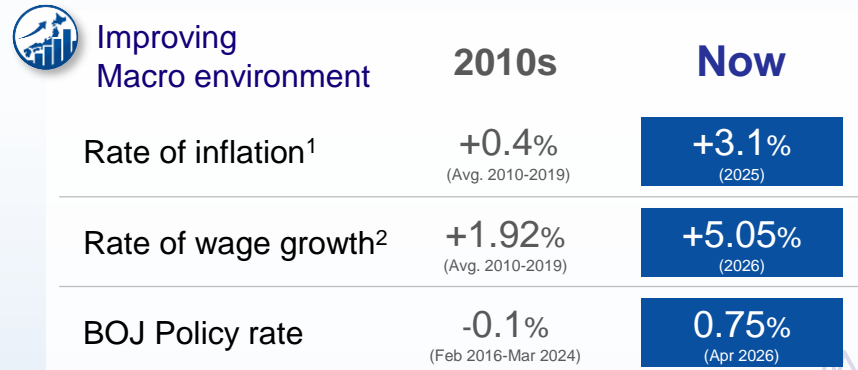 Improving
Macro environment
2010s
Now
Rate of inflation¹
+0.4%
(Avg. 2010-2019)
+3.1%
(2025)
Rate of wage growth²
+1.92%
(Avg. 2010-2019)
+5.05%
(2026)
BOJ Policy rate
-0.1%
(Feb 2016-Mar 2024)
0.75%
(Apr 2026)